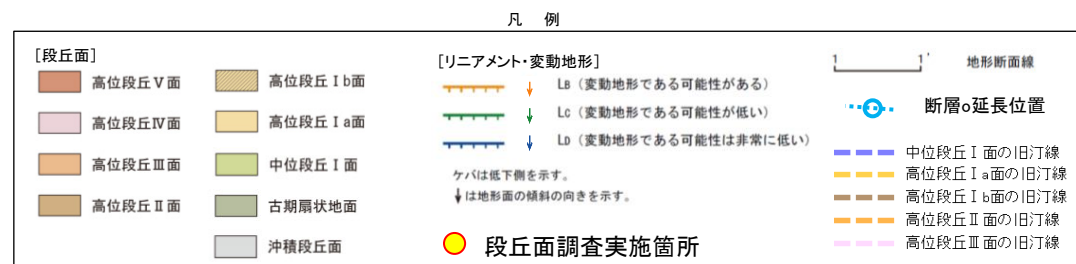 凡 例
[段丘面]
高位段丘Ⅴ面
高位段丘Ⅳ面
高位段丘Ⅲ面
高位段丘Ⅱ面
高位段丘Ⅰb面
高位段丘Ⅰa面
中位段丘Ⅰ面
古期扇状地面
沖積段丘面
[リニアメント・変動地形]
LB (変動地形である可能性がある)
LC (変動地形である可能性が低い)
LD (変動地形である可能性は非常に低い)
ケバは低下側を示す。
↓は地形面の傾斜の向きを示す。
段丘面調査実施箇所
1 1' 地形断面線
断層o延長位置
中位段丘Ⅰ面の旧汀線
高位段丘Ⅰa面の旧汀線
高位段丘Ⅰb面の旧汀線
高位段丘Ⅱ面の旧汀線
高位段丘Ⅲ面の旧汀線